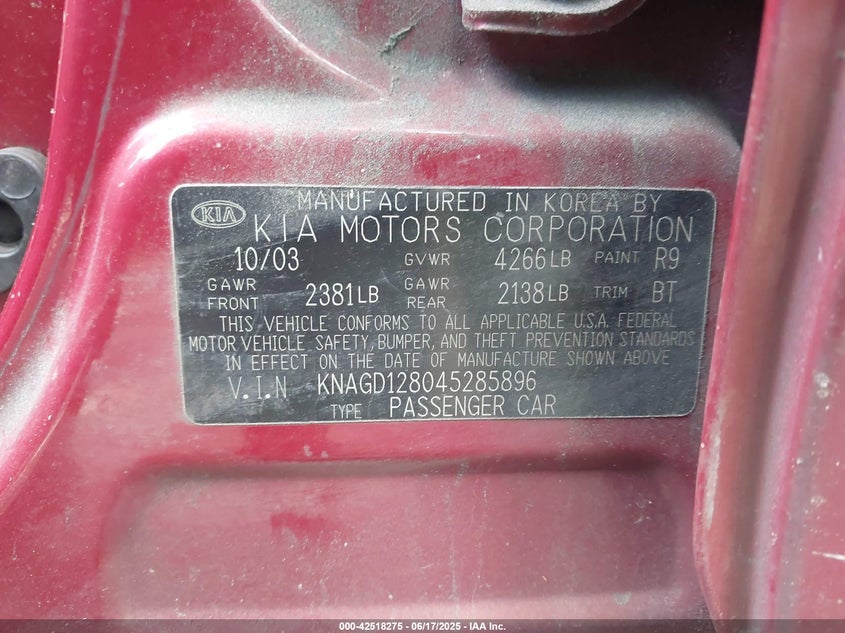 MANUFACTURED IN KOREA BY
KIA KIA MOTORS CORPORATION
10/03 GVWR 4266LB PAINT R9
GAWR FRONT 2381LB GAWR REAR 2138LB TRIM BT
THIS VEHICLE CONFORMS TO ALL APPLICABLE U.S.A. FEDERAL
MOTOR VEHICLE SAFETY, BUMPER, AND THEFT PREVENTION STANDARDS
IN EFFECT ON THE DATE OF MANUFACTURE SHOWN ABOVE
V.I.N KNAGD128045285896
TYPE PASSENGER CAR
000-42518275 - 06/17/2025 - IAA Inc.